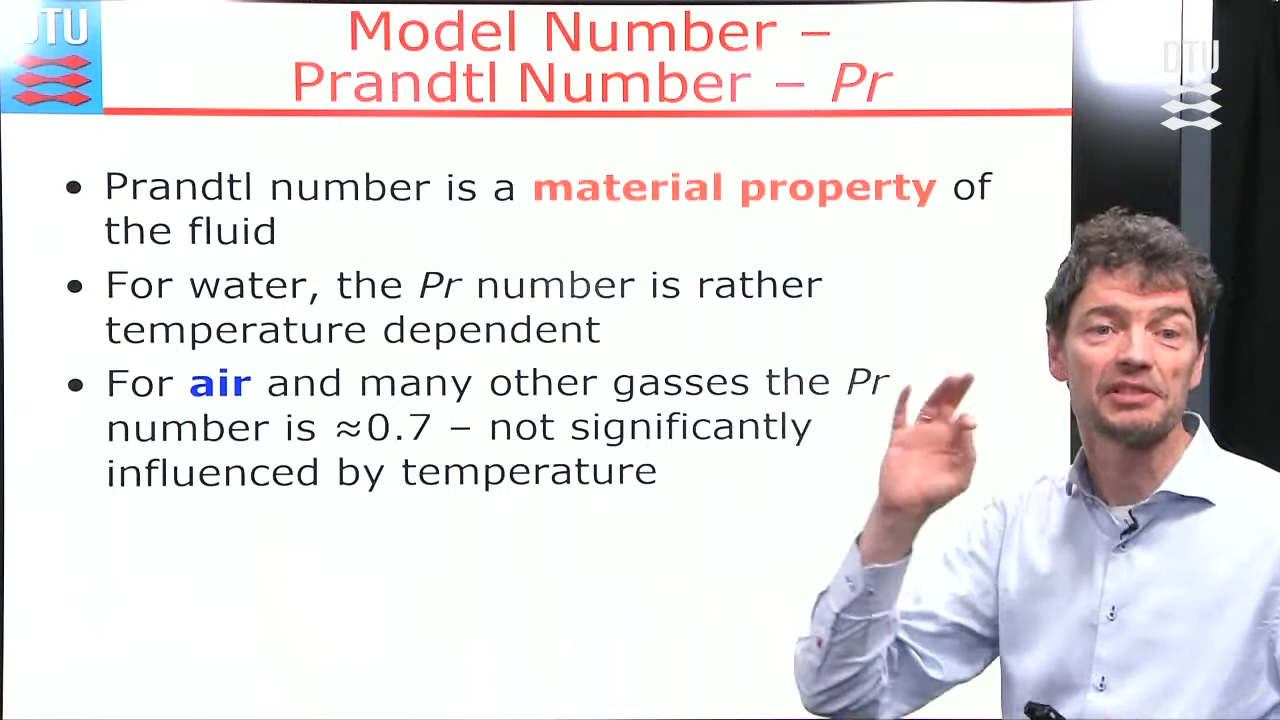 DTU
Model Number –
Prandtl Number – Pr
DTU
• Prandtl number is a material property of
the fluid
• For water, the Pr number is rather
temperature dependent
• For air and many other gasses the Pr
number is ≈0.7 – not significantly
influenced by temperature